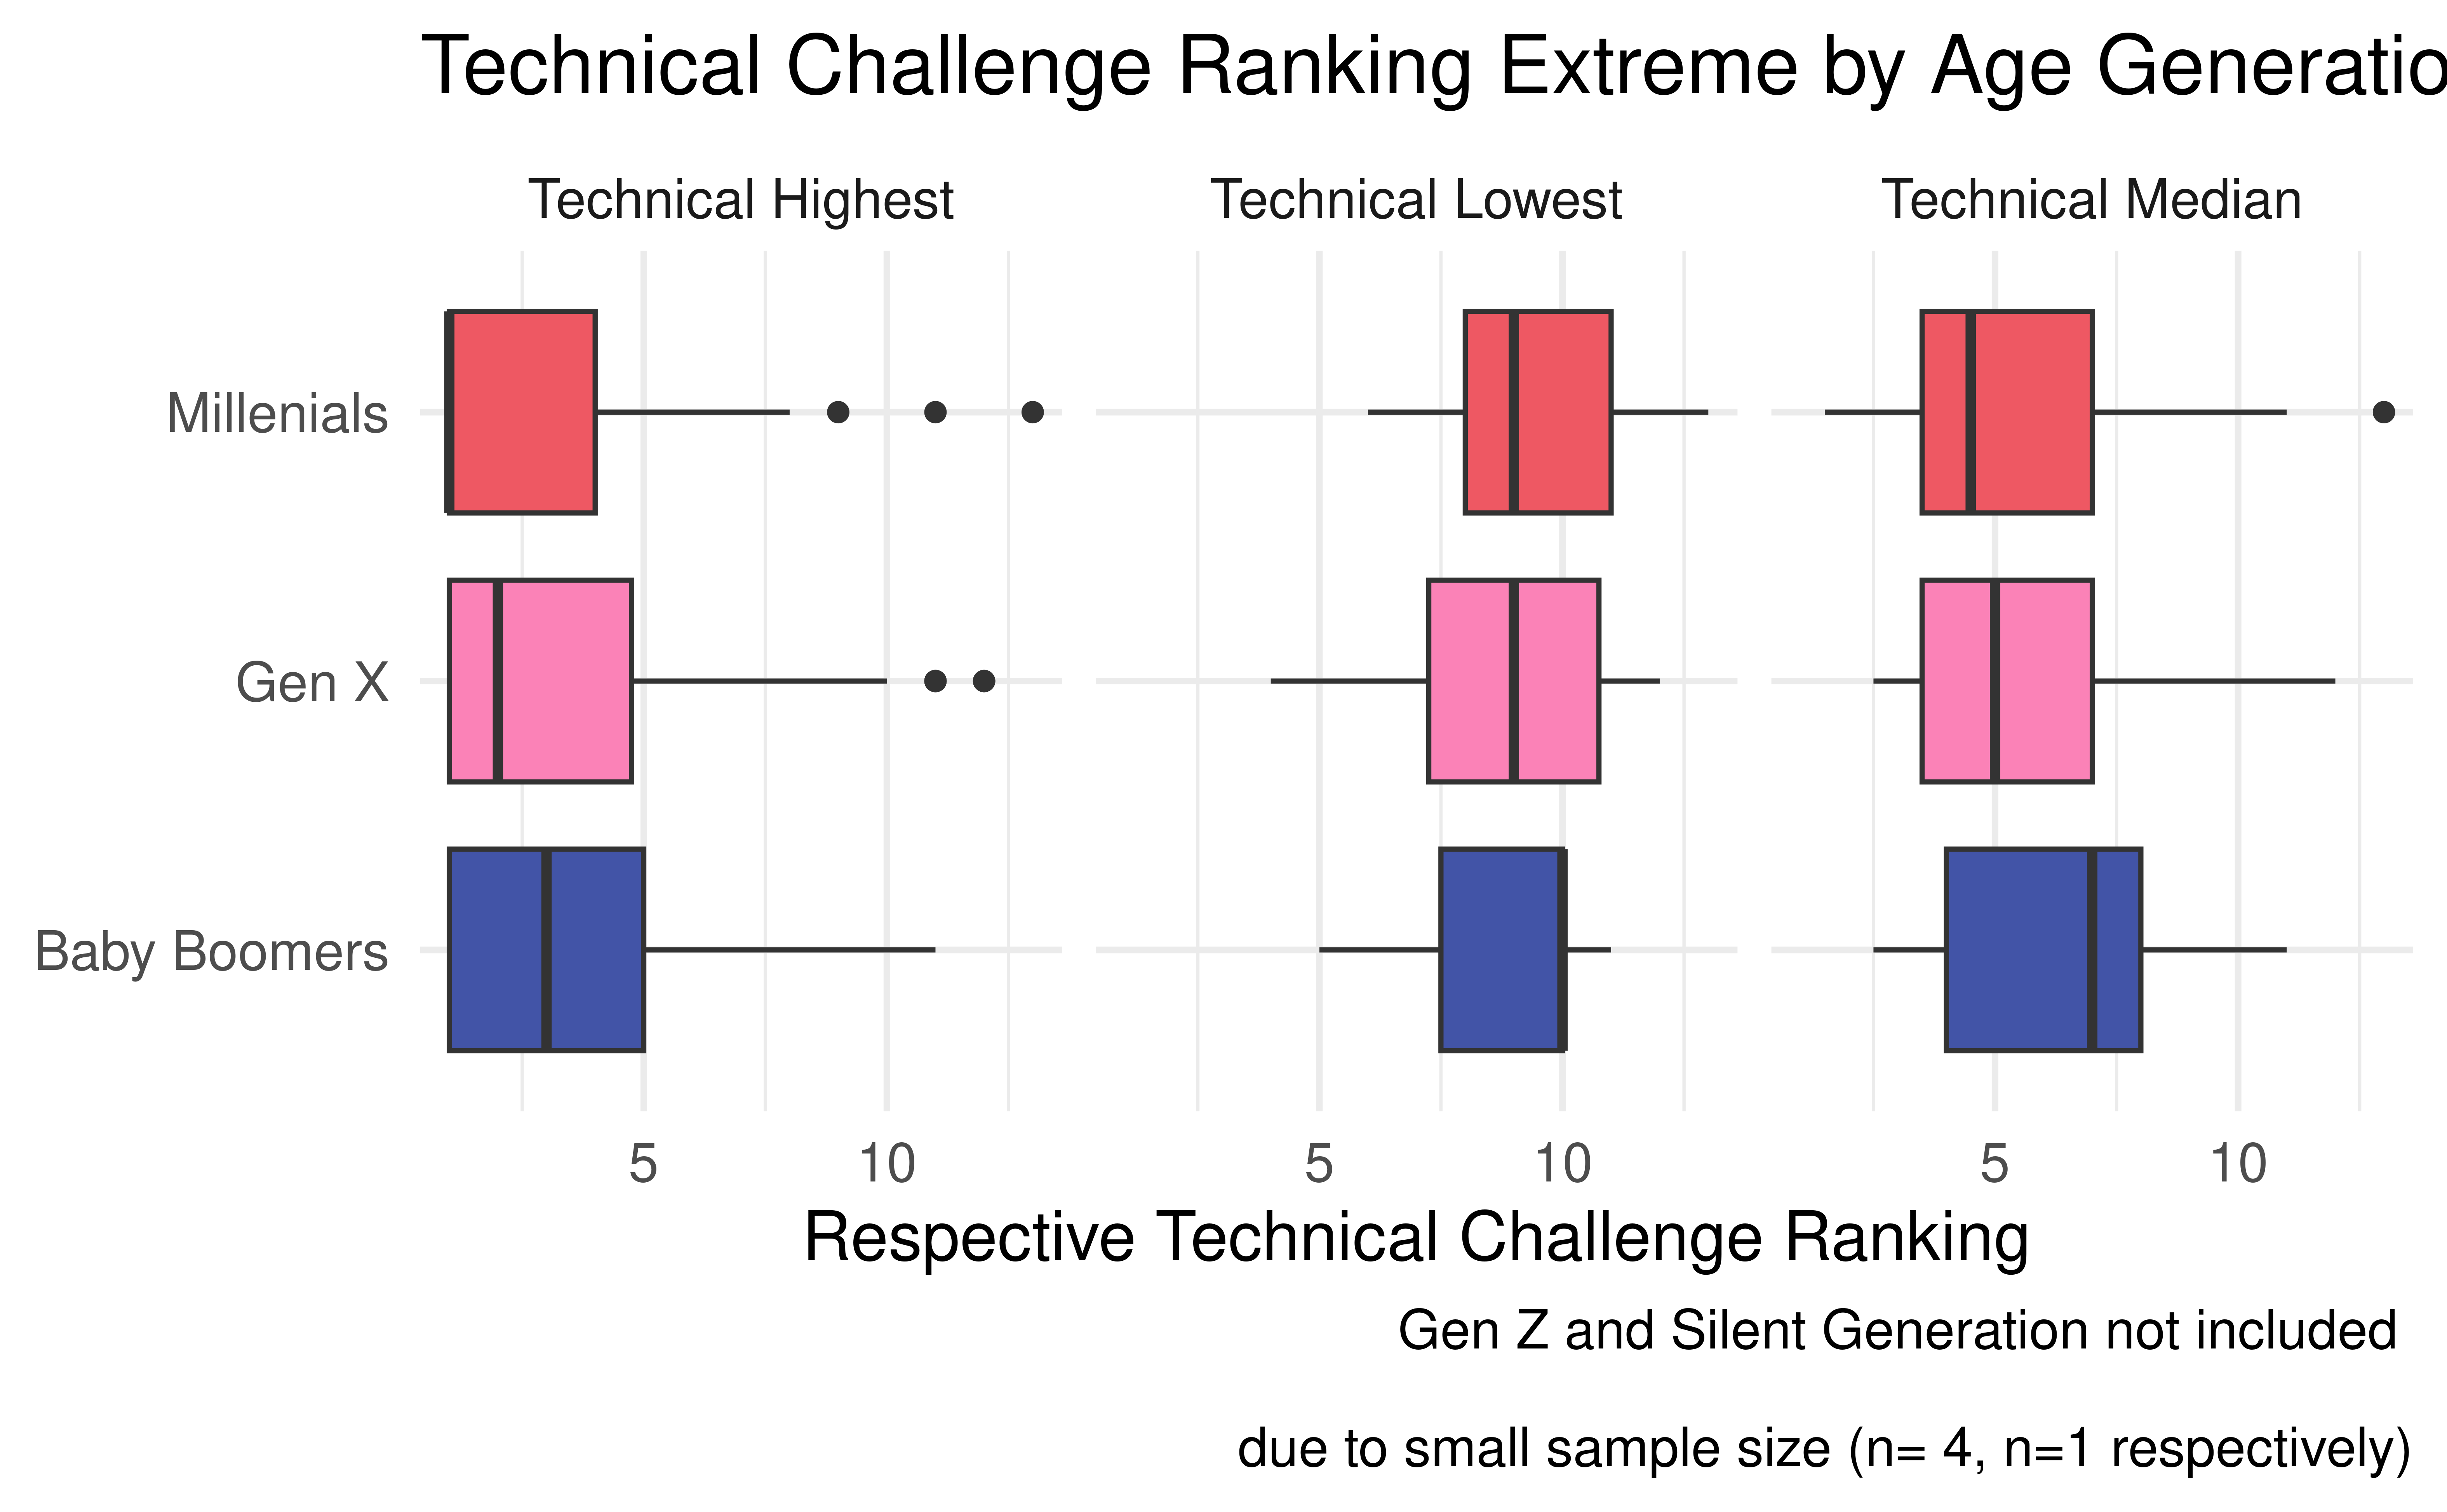 Technical Challenge Ranking Extreme by Age Generatio
Technical Highest Technical Lowest Technical Median
Millenials
Gen X
Baby Boomers
5 10 5 10 5 10
Respective Technical Challenge Ranking
Gen Z and Silent Generation not included
due to small sample size (n= 4, n=1 respectively)